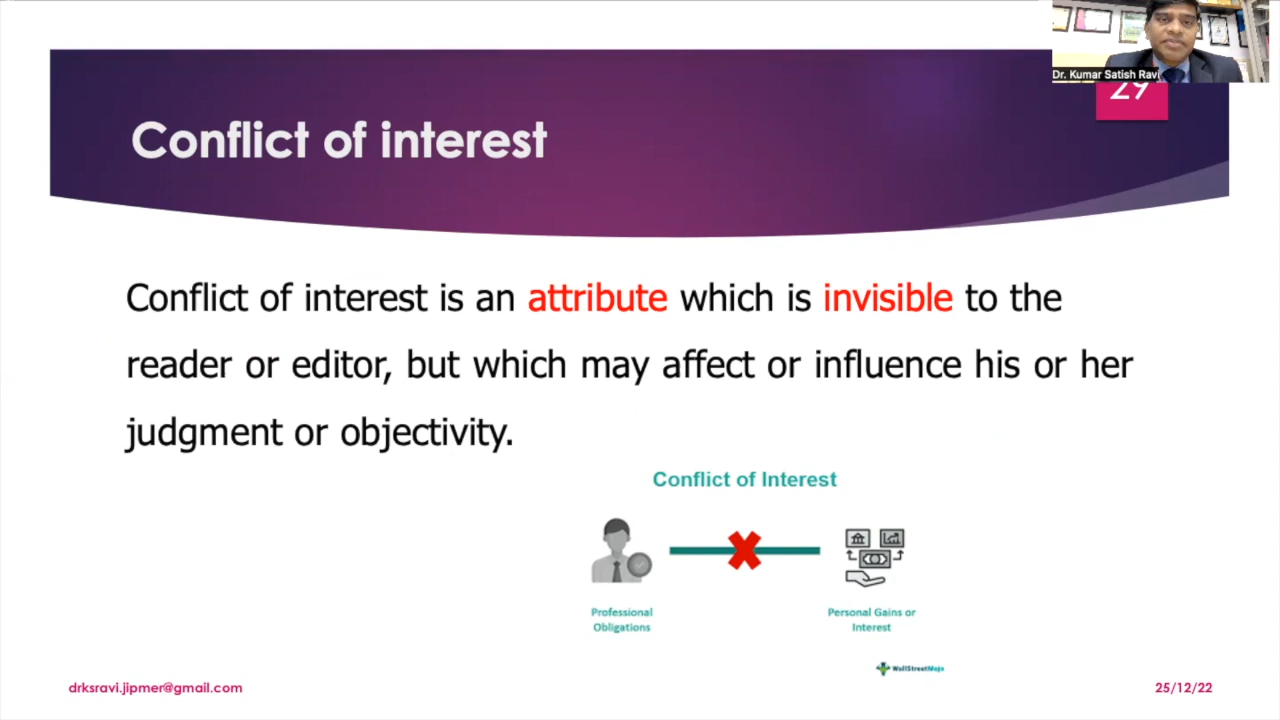 Dr. Kumar Satish Ravi
29
Conflict of interest
Conflict of interest is an attribute which is invisible to the
reader or editor, but which may affect or influence his or her
judgment or objectivity.
Conflict of Interest
Professional
Obligations
Personal Gains or
Interest
WallStreetMojo
drksravi.jipmer@gmail.com
25/12/22